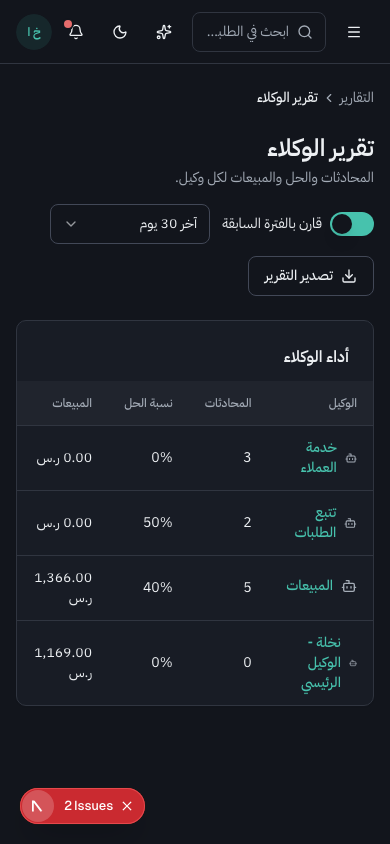 ابحث في الطلبـ...
خ ا
التقارير
تقرير الوكلاء
تقرير الوكلاء
المحادثات والحل والمبيعات لكل وكيل.
قارن بالفترة السابقة
آخر 30 يوم
تصدير التقرير
أداء الوكلاء
الوكيل المحادثات نسبة الحل المبيعات
خدمة
العملاء
3 0% 0.00 ر.س
تتبع
الطلبات
2 50% 0.00 ر.س
المبيعات 5 40% 1,366.00
ر.س
نخلة -
الوكيل
الرئيسي
0 0% 1,169.00
ر.س
2 Issues